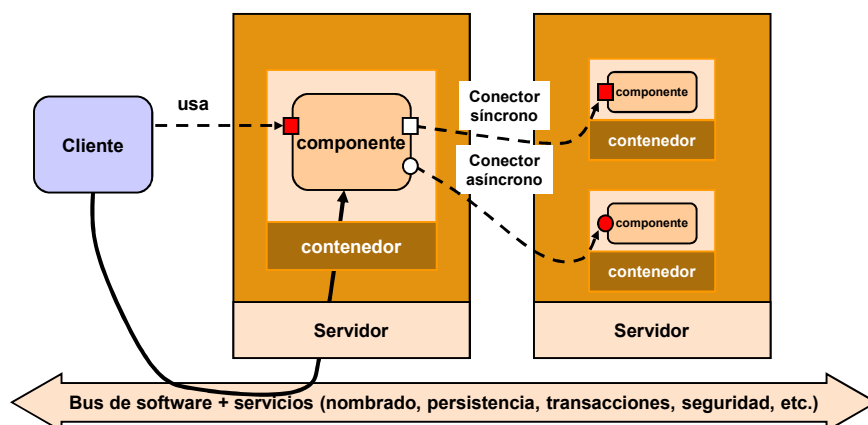 Cliente
usa
componente
contenedor
Servidor
Conector
síncrono
Conector
asíncrono
componente
contenedor
componente
contenedor
Servidor
Bus de software + servicios (nombrado, persistencia, transacciones, seguridad, etc.)